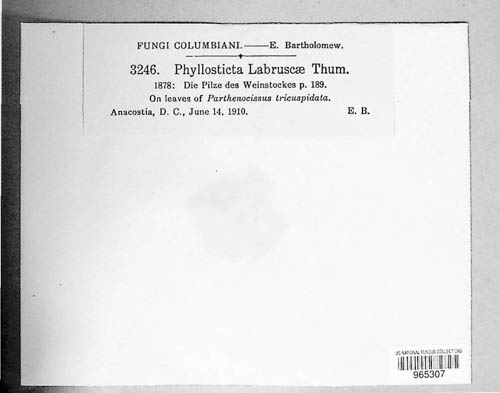 FUNGI COLUMBIANI.——E. Bartholomew.
3246. Phyllosticta Labruscæ Thum.
1878: Die Pilze des Weinstockes p. 189.
On leaves of Parthenocissus tricuspidata.
Anacostia, D. C., June 14, 1910. E. B.
US NATIONAL FUNGUS COLLECTIONS
965307